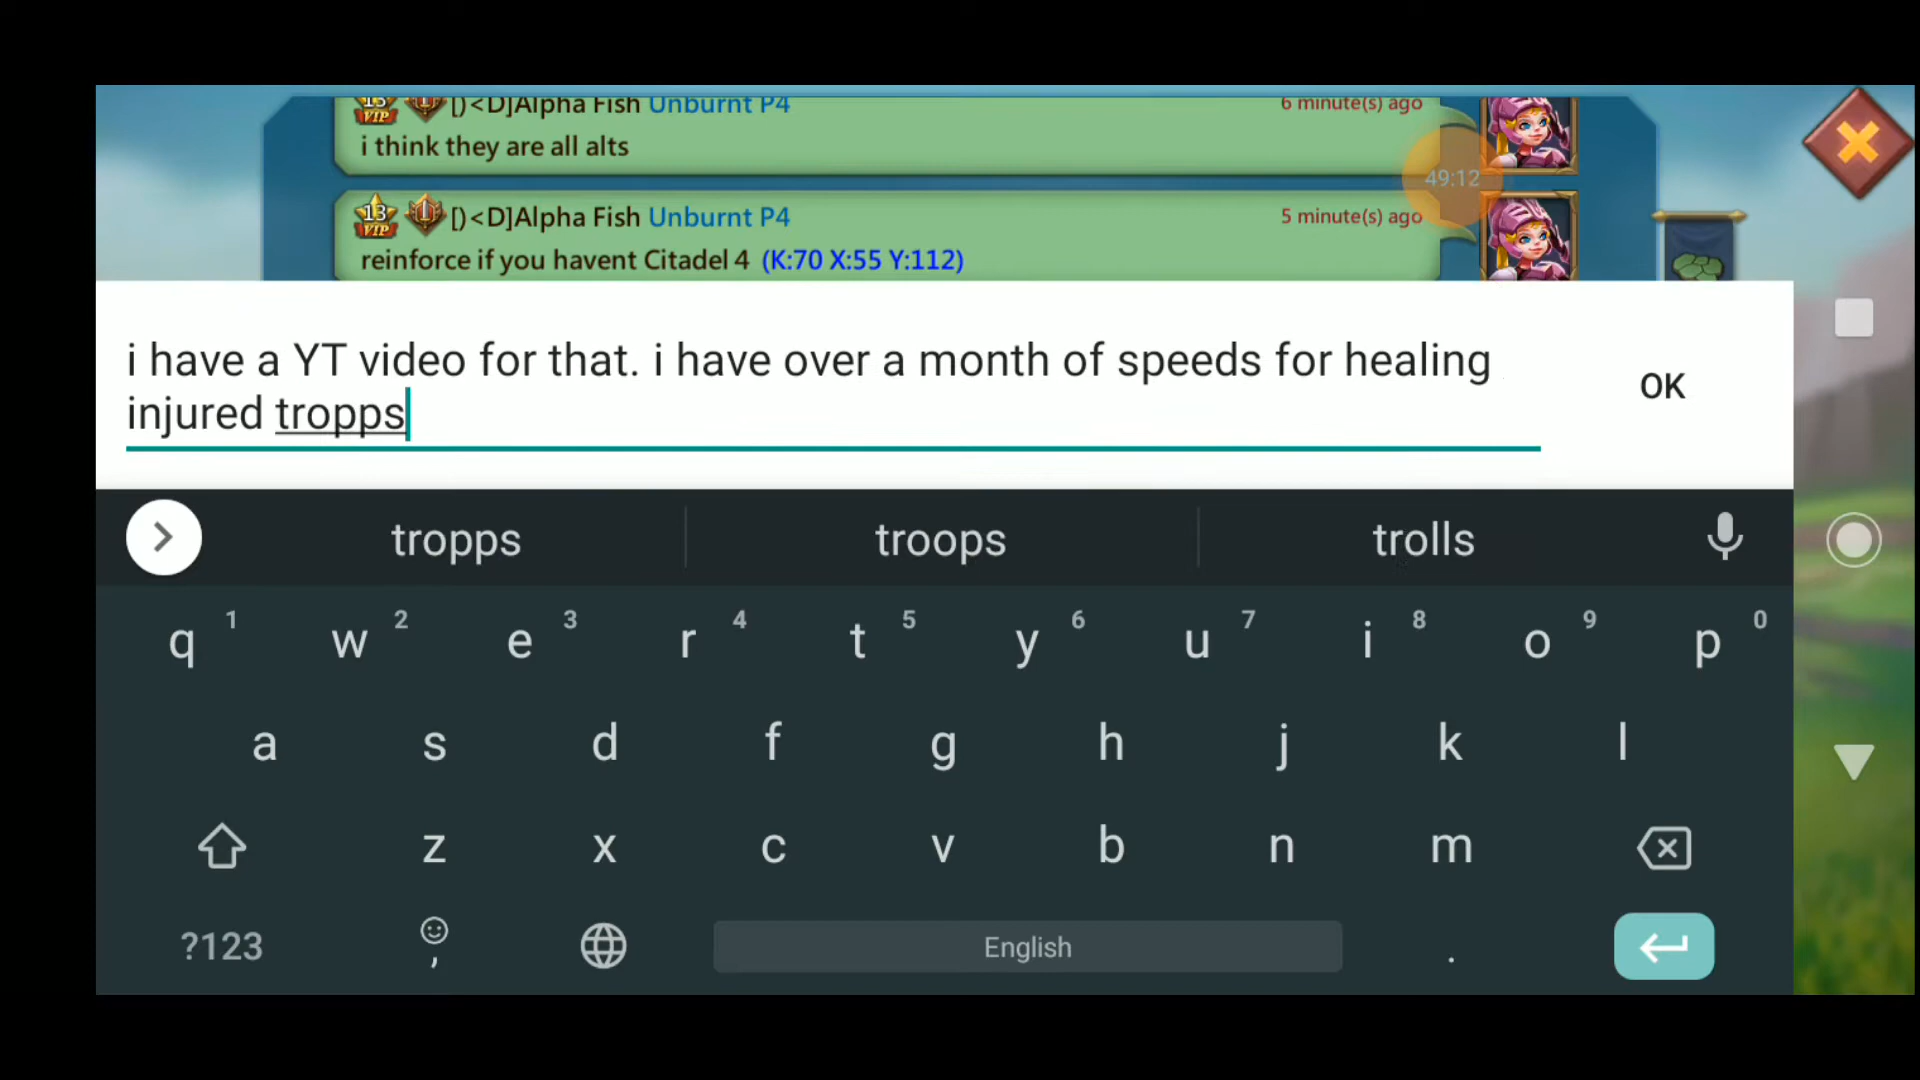 13 VIP [)<D]Alpha Fish Unburnt P4 6 minute(s) ago
i think they are all alts
49:12
13 VIP [)<D]Alpha Fish Unburnt P4 5 minute(s) ago
reinforce if you havent Citadel 4 (K:70 X:55 Y:112)
i have a YT video for that. i have over a month of speeds for healing
injured tropps
OK
tropps troops trolls
q 1 w 2 e 3 r 4 t 5 y 6 u 7 i 8 o 9 p 0
a s d f g h j k l
z x c v b n m
?123 , English .